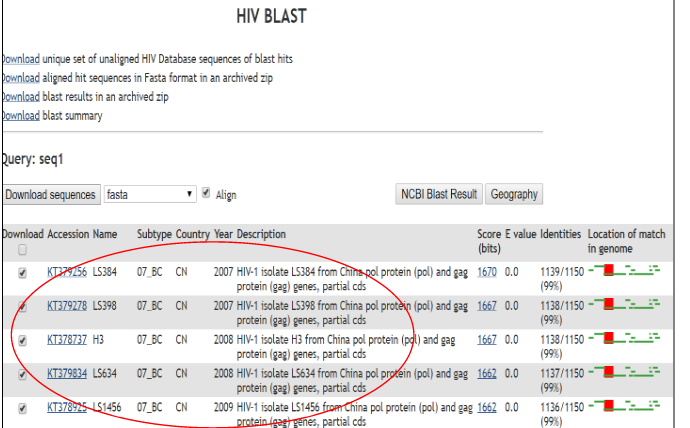 HIV BLAST
Download unique set of unaligned HIV Database sequences of blast hits
Download aligned hit sequences in Fasta format in an archived zip
Download blast results in an archived zip
Download blast summary
Query: seq1
Download sequences fasta Align NCBI Blast Result Geography
Download Accession Name Subtype Country Year Description Score E value Identities Location of match
(bits) in genome
KT379256 LS384 07_BC CN 2007 HIV-1 isolate LS384 from China pol protein (pol) and gag 1670 0.0 1139/1150
protein (gag) genes, partial cds (99%)
KT379278 LS398 07_BC CN 2007 HIV-1 isolate LS398 from China pol protein (pol) and gag 1667 0.0 1138/1150
protein (gag) genes, partial cds (99%)
KT378737 H3 07_BC CN 2008 HIV-1 isolate H3 from China pol protein (pol) and gag 1667 0.0 1138/1150
protein (gag) genes, partial cds (99%)
KT379834 LS634 07_BC CN 2008 HIV-1 isolate LS634 from China pol protein (pol) and gag 1662 0.0 1137/1150
protein (gag) genes, partial cds (99%)
KT378925 LS1456 07_BC CN 2009 HIV-1 isolate LS1456 from China pol protein (pol) and gag 1662 0.0 1136/1150
protein (gag) genes, partial cds (99%)